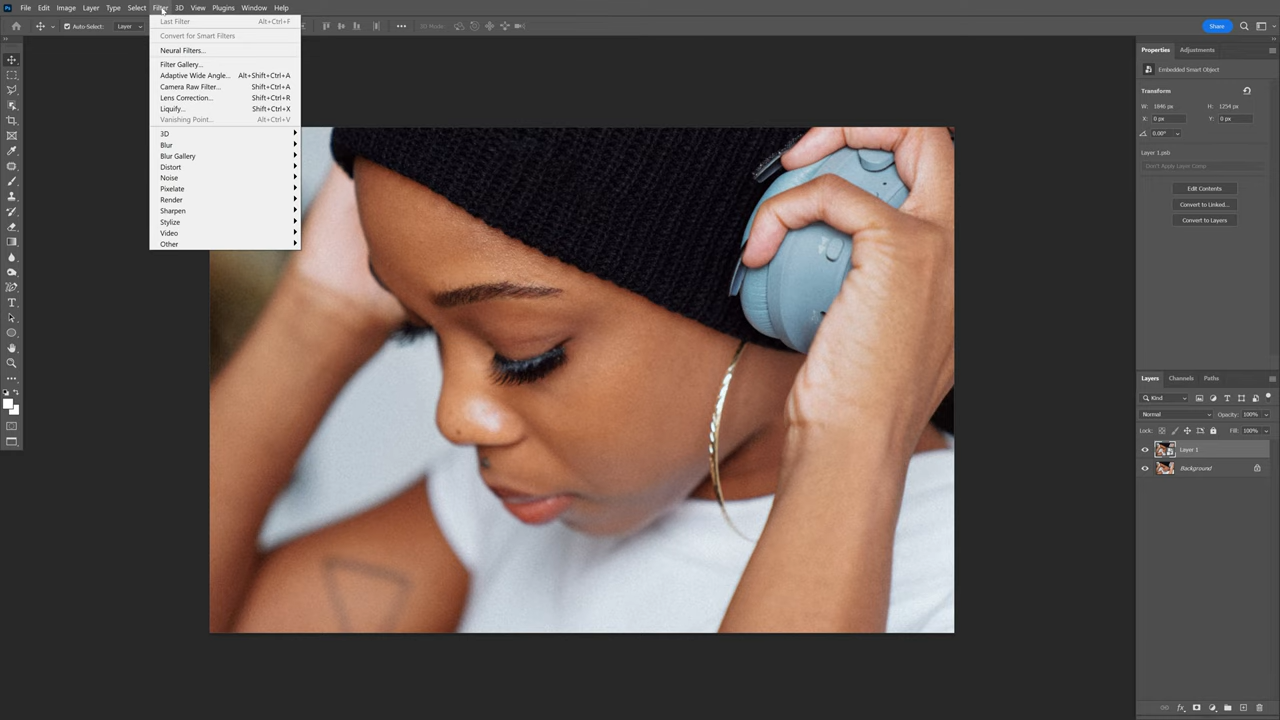 Ps File Edit Image Layer Type Select Filter 3D View Plugins Window Help
Auto-Select: Layer 3D Mode: Share
Last Filter Alt+Ctrl+F
Convert for Smart Filters
Neural Filters...
Filter Gallery...
Adaptive Wide Angle... Alt+Shift+Ctrl+A
Camera Raw Filter... Shift+Ctrl+A
Lens Correction... Shift+Ctrl+R
Liquify... Shift+Ctrl+X
Vanishing Point... Alt+Ctrl+V
3D
Blur
Blur Gallery
Distort
Noise
Pixelate
Render
Sharpen
Stylize
Video
Other
Properties Adjustments
Embedded Smart Object
Transform
W: 1846 px H: 1254 px
X: 0 px Y: 0 px
0.00°
Layer 1.psb
Don't Apply Layer Comp
Edit Contents
Convert to Linked...
Convert to Layers
Layers Channels Paths
Kind
Normal Opacity: 100%
Lock: Fill: 100%
Layer 1
Background
fx